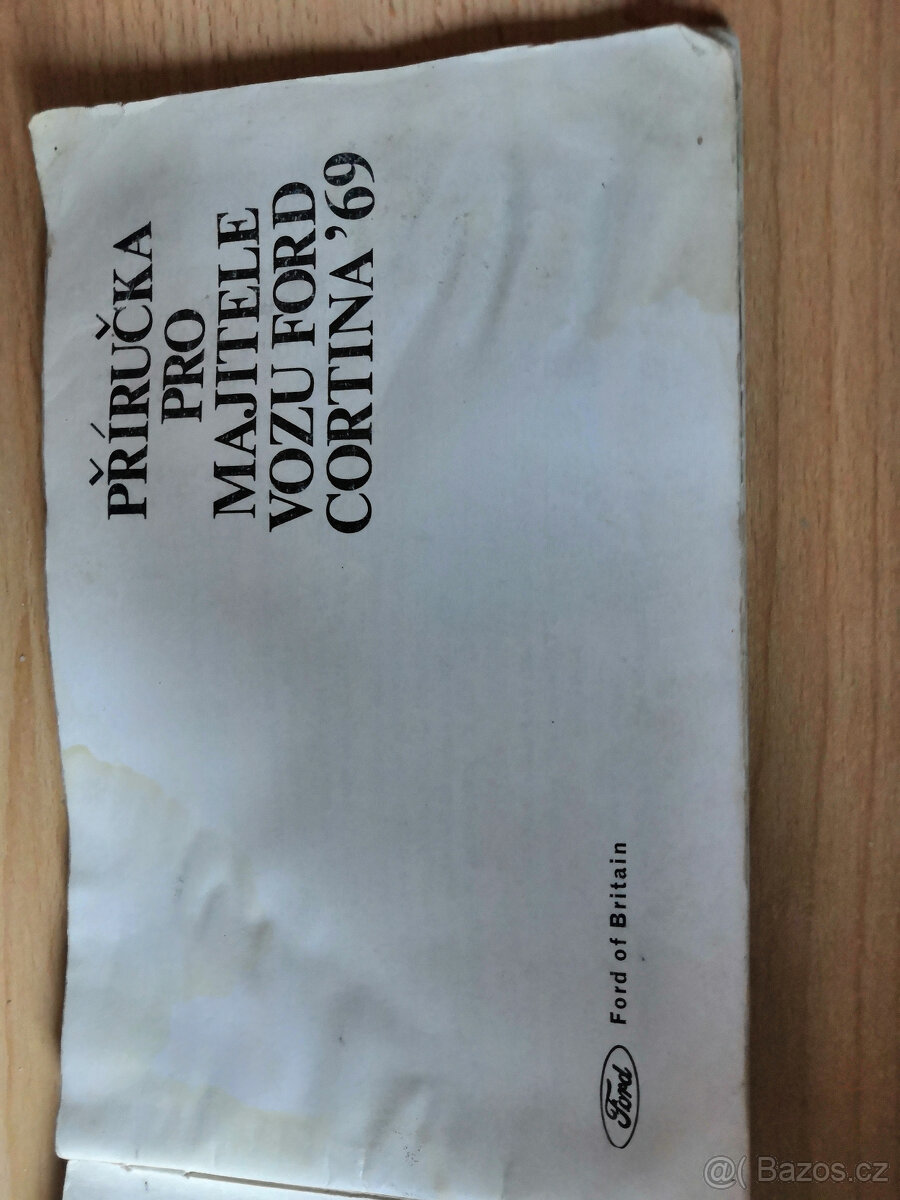 PŘÍRUČKA
PRO
MAJITELE
VOZU FORD
CORTINA ’69
Ford Ford of Britain
@( Bazos.cz